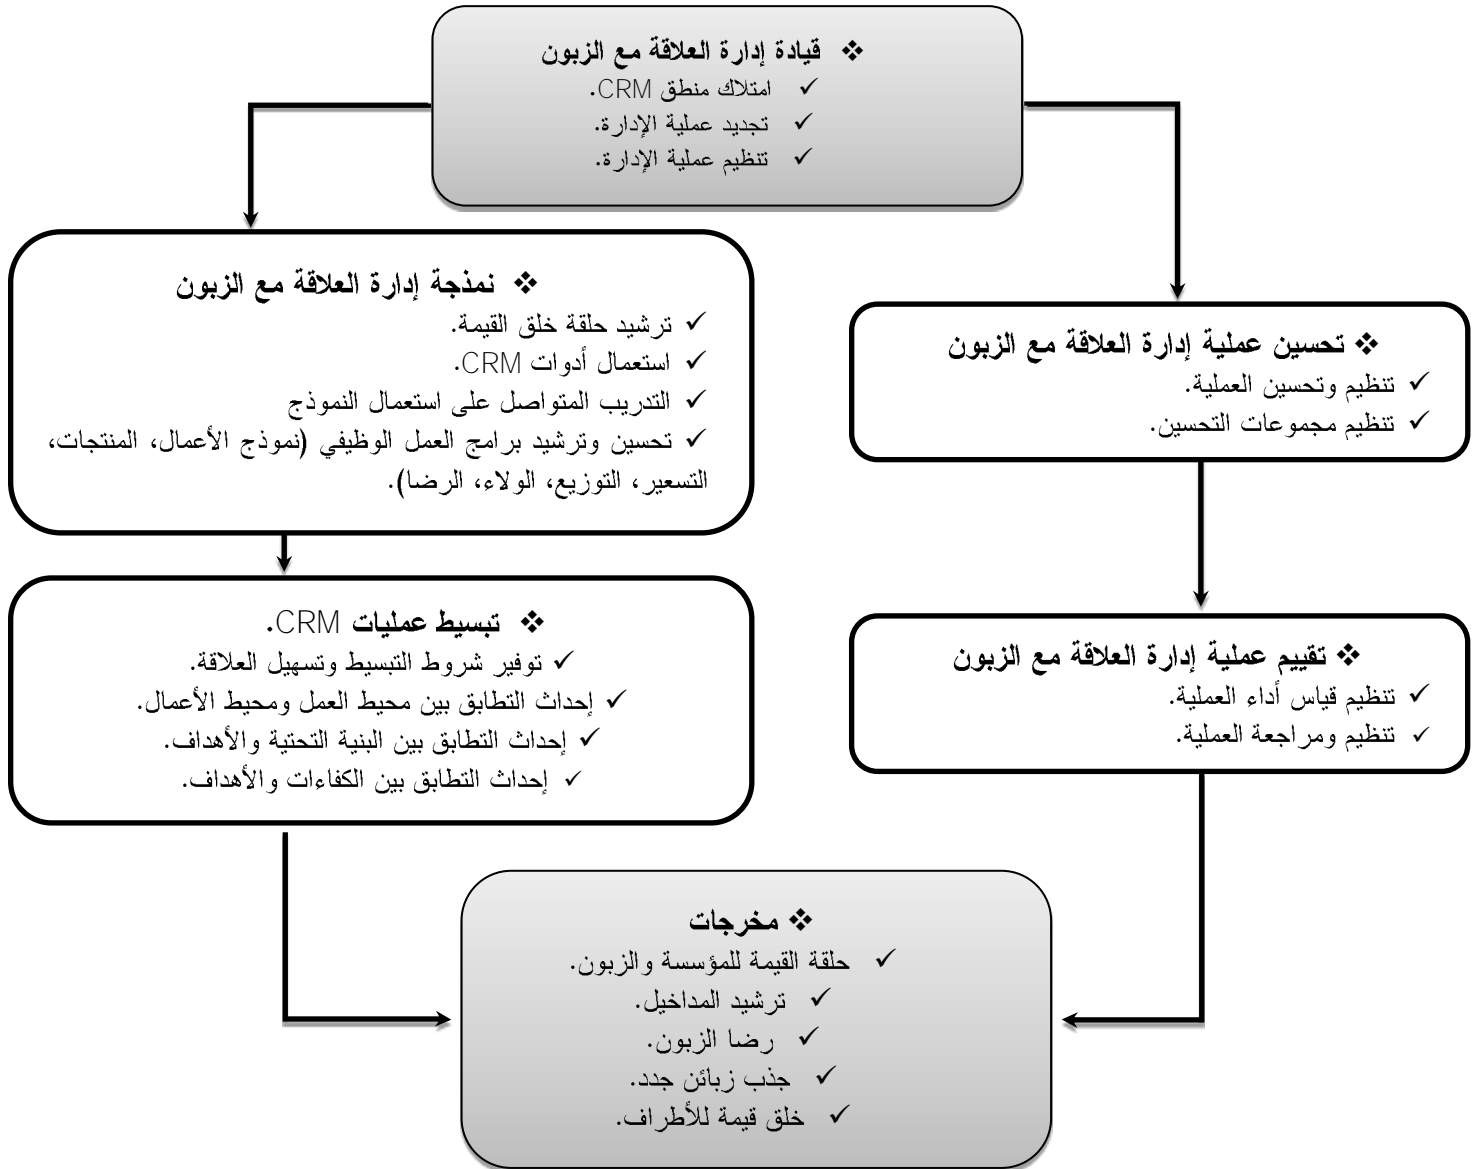 ❖ قيادة إدارة العلاقة مع الزبون
✓ امتلاك منطق CRM.
✓ تجديد عملية الإدارة.
✓ تنظيم عملية الإدارة.
❖ تحسين عملية إدارة العلاقة مع الزبون
✓ تنظيم وتحسين العملية.
✓ تنظيم مجموعات التحسين.
❖ تقييم عملية إدارة العلاقة مع الزبون
✓ تنظيم قياس أداء العملية.
✓ تنظيم ومراجعة العملية.
❖ نمذجة إدارة العلاقة مع الزبون
✓ ترشيد حلقة خلق القيمة.
✓ استعمال أدوات CRM.
✓ التدريب المتواصل على استعمال النموذج
✓ تحسين وترشيد برامج العمل الوظيفي (نموذج الأعمال، المنتجات،
التسعير، التوزيع، الولاء، الرضا).
❖ تبسيط عمليات CRM.
✓ توفير شروط التبسيط وتسهيل العلاقة.
✓ إحداث التطابق بين محيط العمل ومحيط الأعمال.
✓ إحداث التطابق بين البنية التحتية والأهداف.
✓ إحداث التطابق بين الكفاءات والأهداف.
❖ مخرجات
✓ حلقة القيمة للمؤسسة والزبون.
✓ ترشيد المداخيل.
✓ رضا الزبون.
✓ جذب زبائن جدد.
✓ خلق قيمة للأطراف.